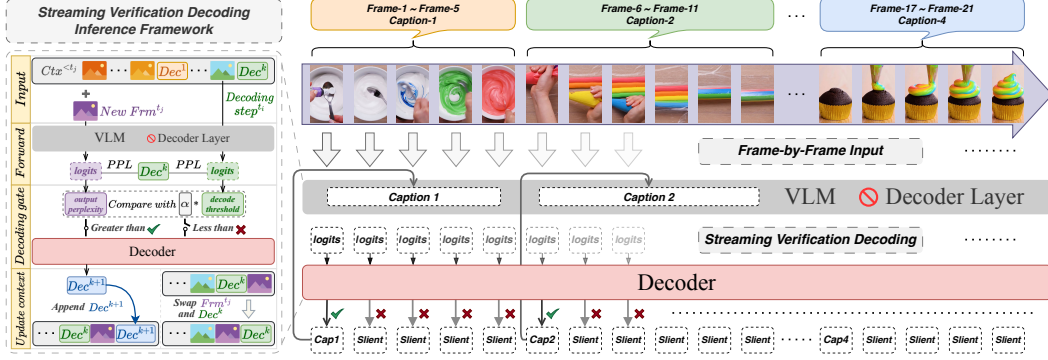 Streaming Verification Decoding
Inference Framework
Input
Ctx<tj ··· Dec1 ··· Deck
+
New Frmtj
Decoding
stepti
Forward
VLM Decoder Layer
logits PPL Deck PPL logits
Decoding gate
output
perplexity
Compare with α *
decode
threshold
Greater than
Less than
Decoder
Update context
Deck+1
Append Deck+1
··· Deck Deck+1
··· Deck
Swap Frmtj
and Deck
··· Deck
Frame-1 ~ Frame-5
Caption-1
Frame-6 ~ Frame-11
Caption-2
···
Frame-17 ~ Frame-21
Caption-4
···
Frame-by-Frame Input
········
Caption 1
Caption 2
VLM Decoder Layer
logits logits logits logits logits logits logits logits
Streaming Verification Decoding
········
Decoder
Cap1 Slient Slient Slient Slient Cap2 Slient Slient Slient Slient Slient Cap4 Slient Slient Slient Slient